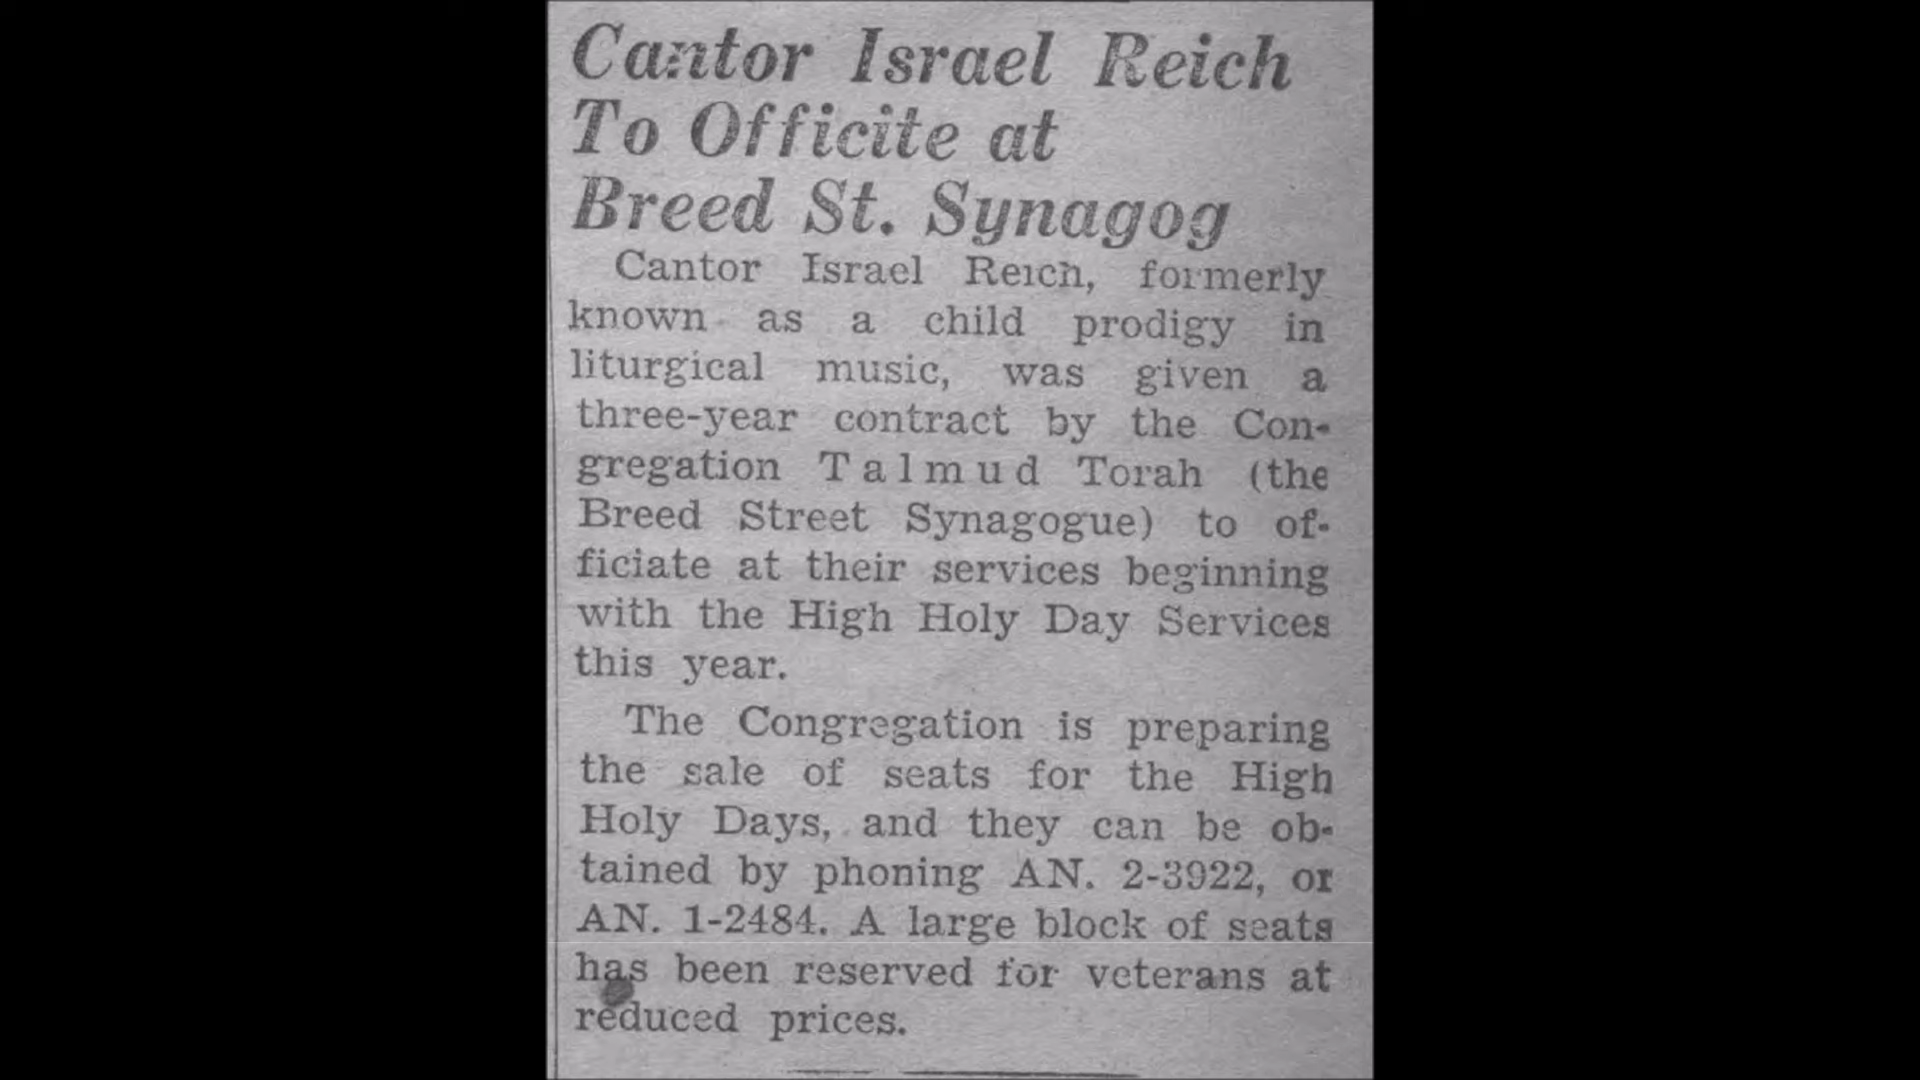 Cantor Israel Reich
To Officite at
Breed St. Synagog
Cantor Israel Reich, formerly
known as a child prodigy in
liturgical music, was given a
three-year contract by the Con-
gregation Talmud Torah (the
Breed Street Synagogue) to of-
ficiate at their services beginning
with the High Holy Day Services
this year.
The Congregation is preparing
the sale of seats for the High
Holy Days, and they can be ob-
tained by phoning AN. 2-3922, or
AN. 1-2484. A large block of seats
has been reserved for veterans at
reduced prices.